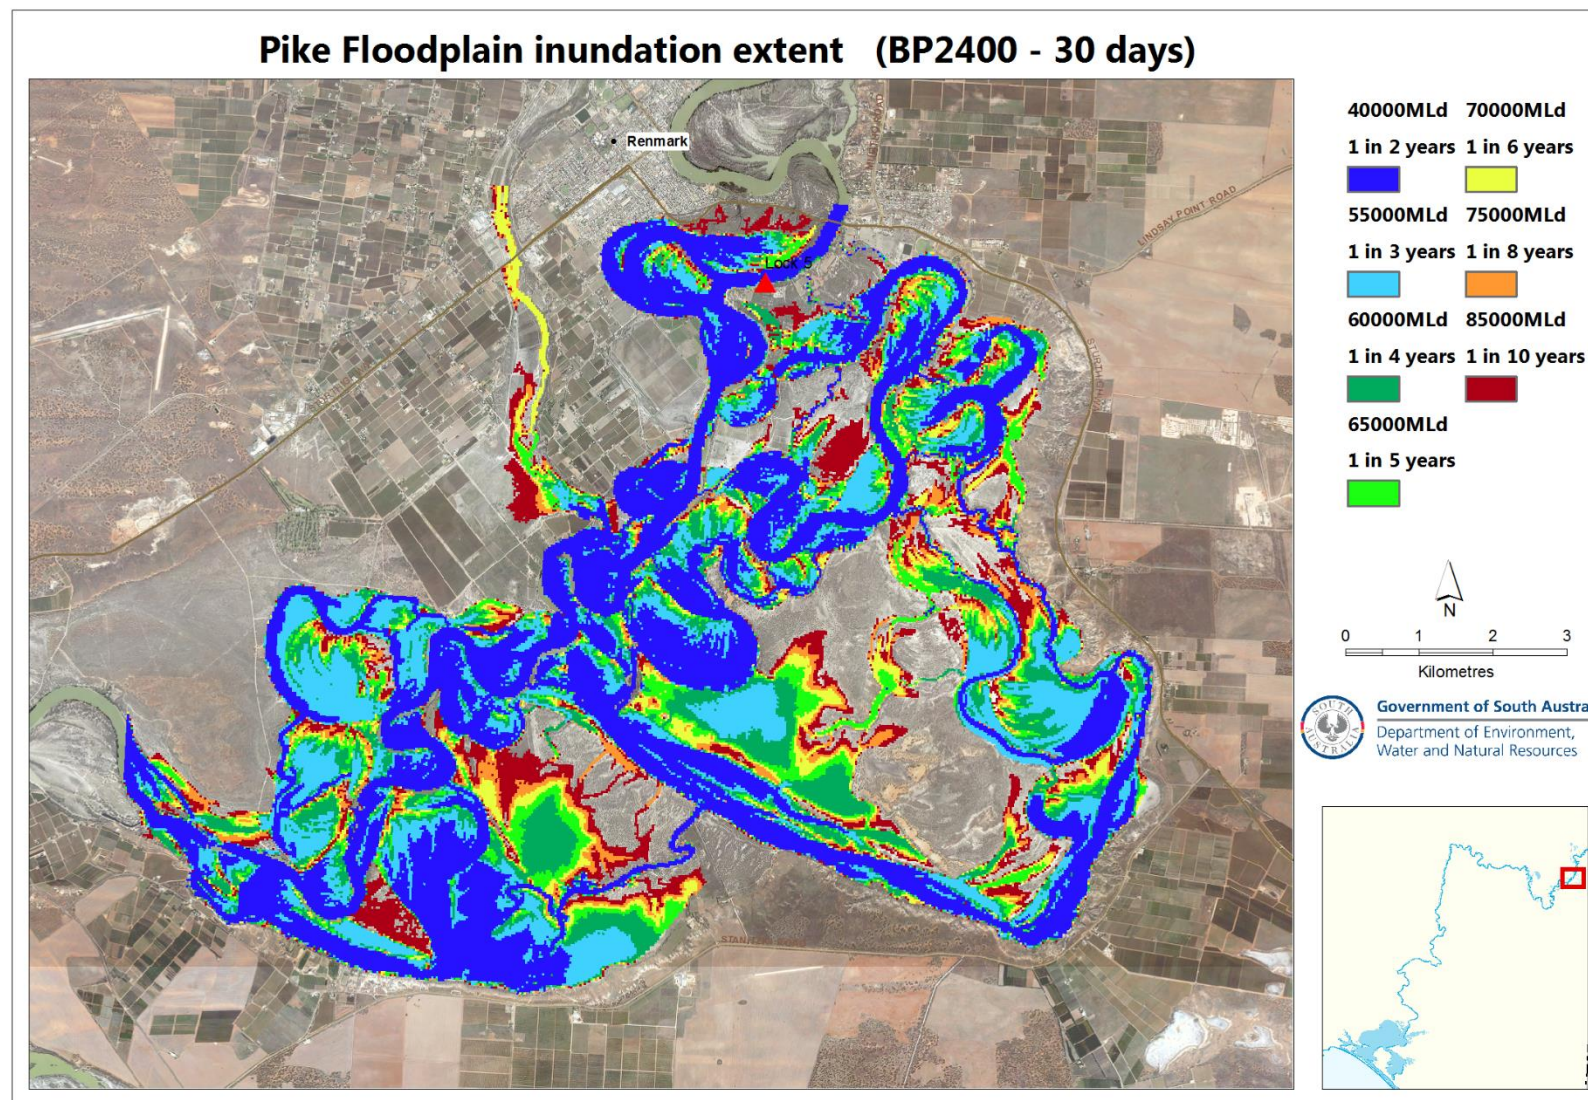 Pike Floodplain inundation extent (BP2400 - 30 days)
Renmark
Lock 5
LINDSAY POINT ROAD
40000MLd 70000MLd
1 in 2 years 1 in 6 years
55000MLd 75000MLd
1 in 3 years 1 in 8 years
60000MLd 85000MLd
1 in 4 years 1 in 10 years
65000MLd
1 in 5 years
N
0 1 2 3
Kilometres
SOUTH AUSTRALIA
Government of South Austra
Department of Environment,
Water and Natural Resources